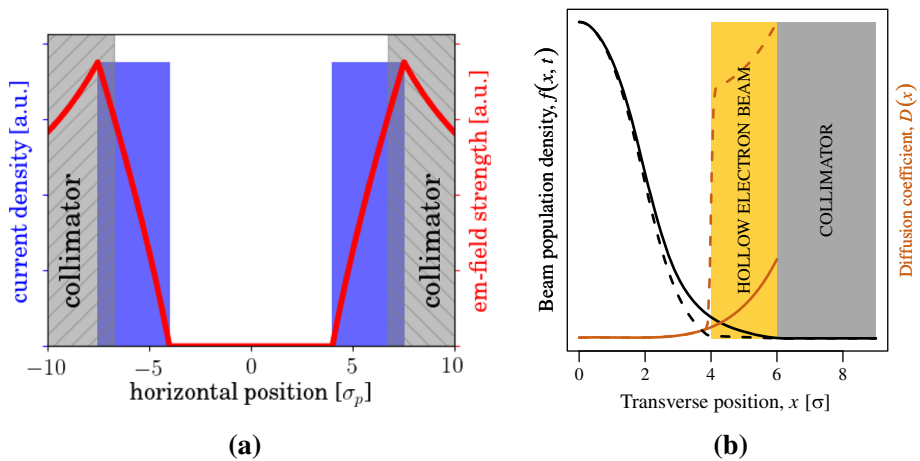 current density [a.u.]
collimator
collimator
em-field strength [a.u.]
−10
−5
0
5
10
horizontal position [σp]
(a)
Beam population density, f(x, t)
HOLLOW ELECTRON BEAM
COLLIMATOR
Diffusion coefficient, D(x)
0
2
4
6
8
Transverse position, x [σ]
(b)